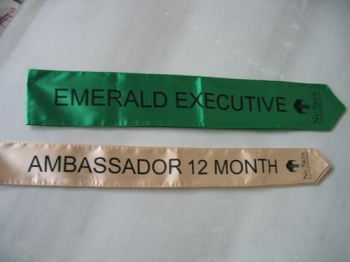 EMERALD EXECUTIVE
AMBASSADOR 12 MONTH